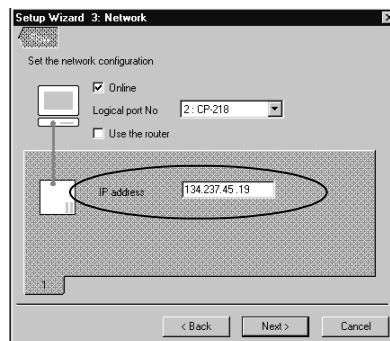 Setup Wizard 3: Network
Set the network configuration
Online
Logical port No
2 : CP-218
Use the router
IP address
134.237.45 .19
1
< Back
Next >
Cancel